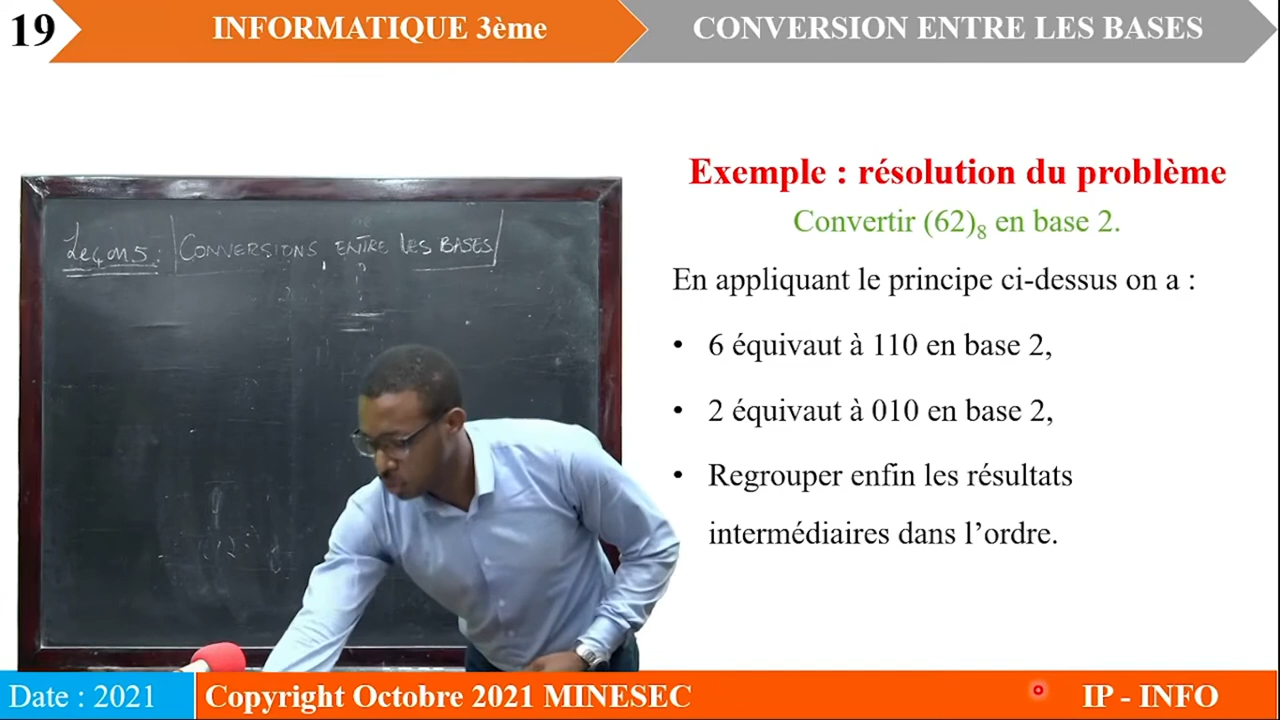 19
INFORMATIQUE 3ème
CONVERSION ENTRE LES BASES
Leçon 5 : CONVERSIONS ENTRE LES BASES
Exemple : résolution du problème
Convertir (62)₈ en base 2.
En appliquant le principe ci-dessus on a :
• 6 équivaut à 110 en base 2,
• 2 équivaut à 010 en base 2,
• Regrouper enfin les résultats
intermédiaires dans l’ordre.
Date : 2021
Copyright Octobre 2021 MINESEC
IP - INFO